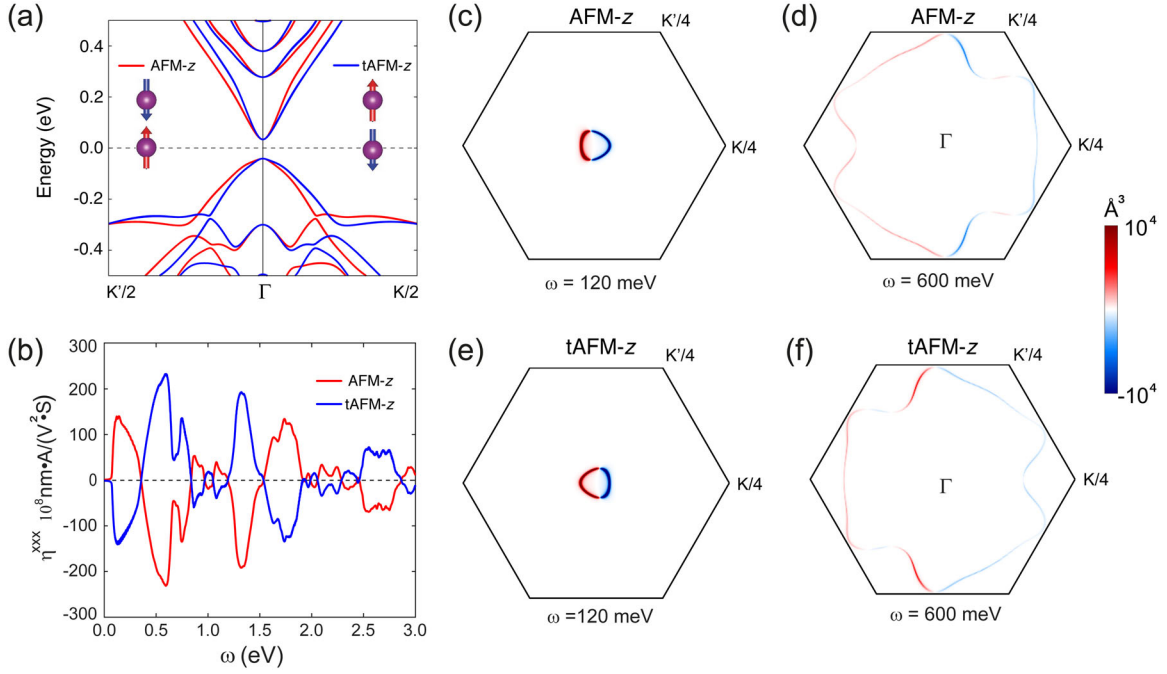 (a)
AFM-z
tAFM-z
Energy (eV)
0.4
0.2
0.0
-0.2
-0.4
K'/2
Γ
K/2
(b)
AFM-z
tAFM-z
η^xxx 10^8nm•A/(V²•S)
300
200
100
0
-100
-200
-300
0.0
0.5
1.0
1.5
2.0
2.5
3.0
ω (eV)
(c)
AFM-z
K'/4
K/4
ω = 120 meV
(d)
AFM-z
K'/4
Γ
K/4
ω = 600 meV
(e)
tAFM-z
K'/4
K/4
ω =120 meV
(f)
tAFM-z
K'/4
Γ
K/4
ω = 600 meV
Å³
10⁴
-10⁴